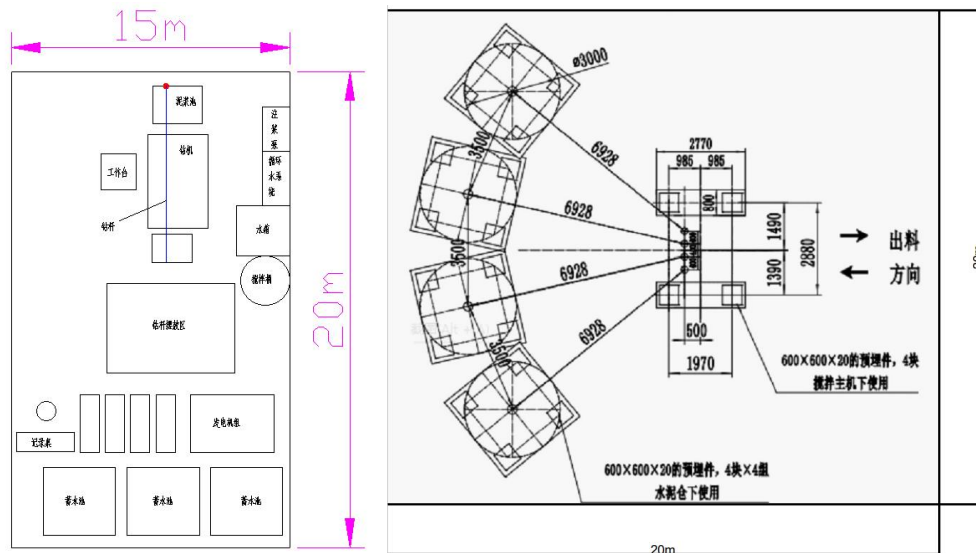 15m
20m
泥浆池
钻机
工作台
钻杆
注浆泵
循环水系统
水箱
搅拌桶
钻杆摆放区
发电机组
记录桌
蓄水池
蓄水池
蓄水池
ø3000
3500
3500
3500
6928
6928
6928
6928
2770
985
985
800
1490
2880
1390
500
1970
出料
方向
600×600×20的预埋件，4块
搅拌主机下使用
600×600×20的预埋件，4块×4组
水泥仓下使用
20m